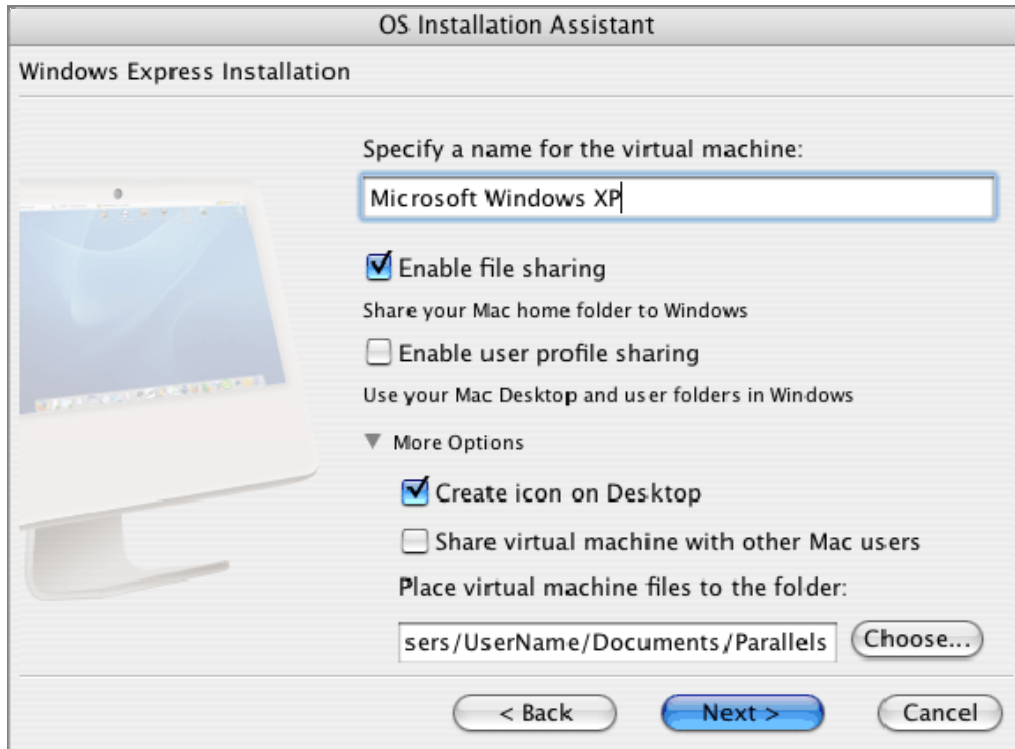 OS Installation Assistant
Windows Express Installation
Specify a name for the virtual machine:
Microsoft Windows XP
Enable file sharing
Share your Mac home folder to Windows
Enable user profile sharing
Use your Mac Desktop and user folders in Windows
More Options
Create icon on Desktop
Share virtual machine with other Mac users
Place virtual machine files to the folder:
sers/UserName/Documents/Parallels Choose...
< Back Next > Cancel